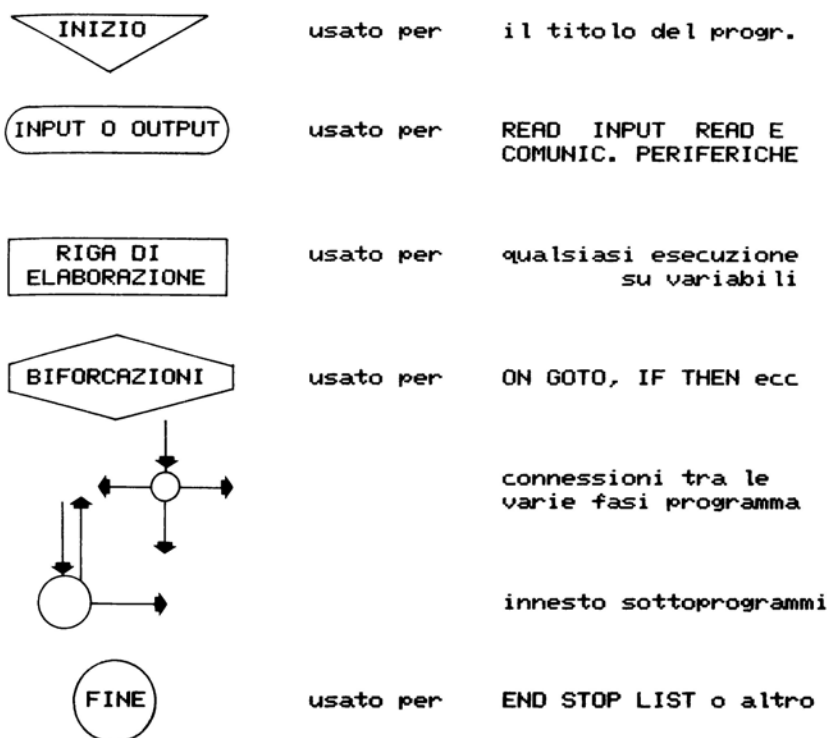 INIZIO usato per il titolo del progr.
INPUT O OUTPUT usato per READ INPUT READ E
COMUNIC. PERIFERICHE
RIGA DI usato per qualsiasi esecuzione
ELABORAZIONE su variabili
BIFORCAZIONI usato per ON GOTO, IF THEN ecc
connessioni tra le
varie fasi programma
innesto sottoprogrammi
FINE usato per END STOP LIST o altro